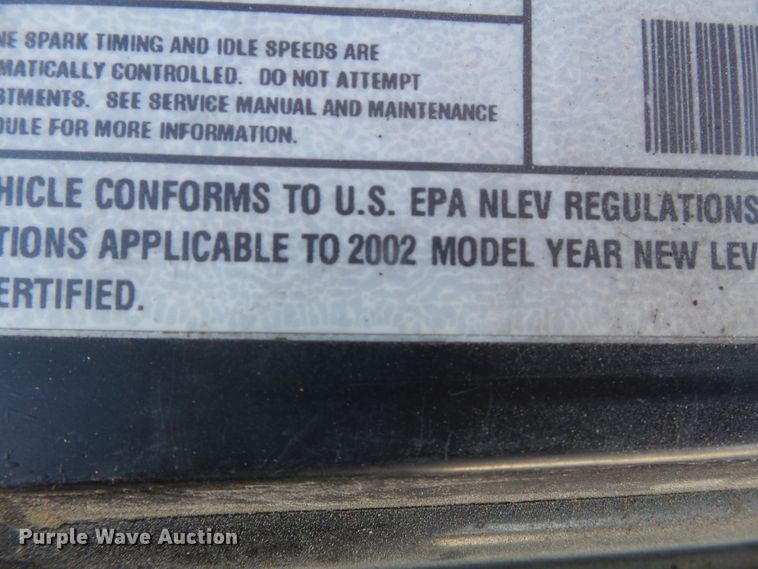 NE SPARK TIMING AND IDLE SPEEDS ARE
MATICALLY CONTROLLED. DO NOT ATTEMPT
STMENTS. SEE SERVICE MANUAL AND MAINTENANCE
DULE FOR MORE INFORMATION.
HICLE CONFORMS TO U.S. EPA NLEV REGULATIONS
TIONS APPLICABLE TO 2002 MODEL YEAR NEW LEV
ERTIFIED.
Purple Wave Auction